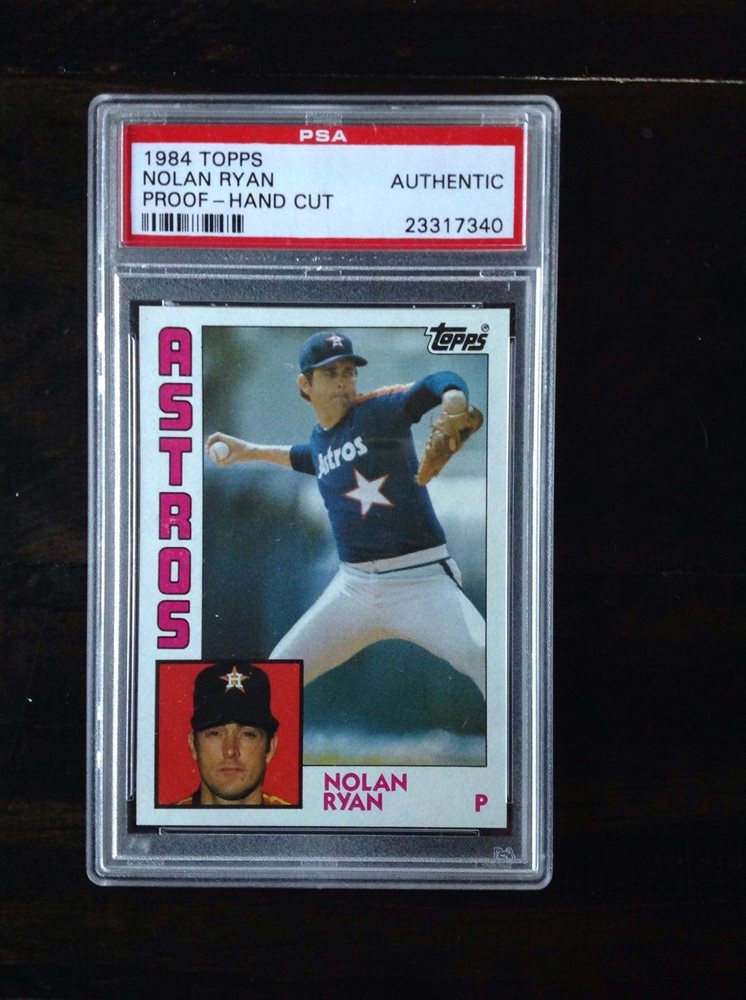 PSA
1984 TOPPS
NOLAN RYAN AUTHENTIC
PROOF-HAND CUT
23317340
Topps
ASTROS
Astros
H
NOLAN
RYAN
P